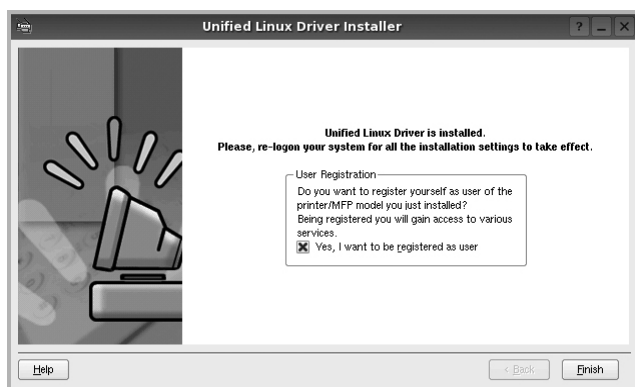 Unified Linux Driver Installer
?
Unified Linux Driver is installed.
Please, re-logon your system for all the installation settings to take effect.
User Registration
Do you want to register yourself as user of the
printer/MFP model you just installed?
Being registered you will gain access to various
services.
Yes, I want to be registered as user
Help
< Back
Finish